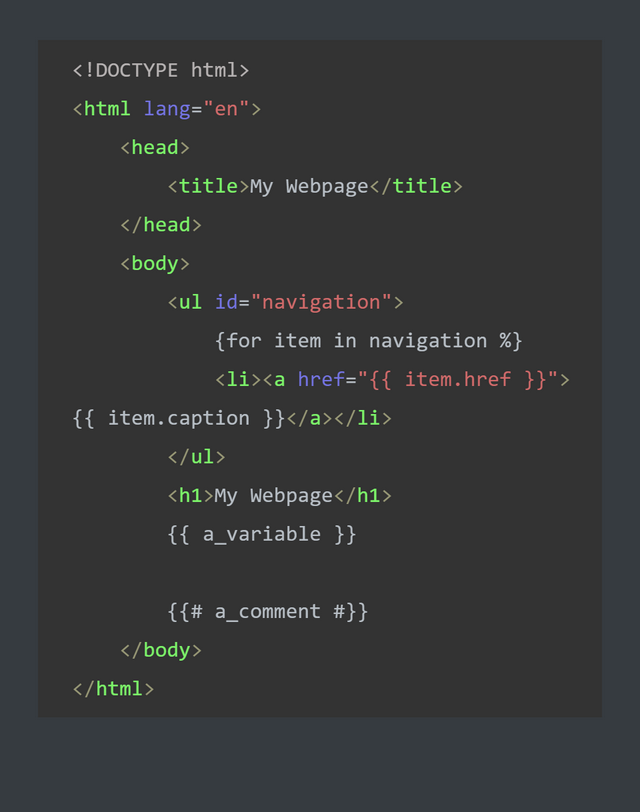 <!DOCTYPE html>
<html lang="en">
    <head>
        <title>My Webpage</title>
    </head>
    <body>
        <ul id="navigation">
            {for item in navigation %}
            <li><a href="{{ item.href }}">
{{ item.caption }}</a></li>
        </ul>
        <h1>My Webpage</h1>
        {{ a_variable }}

        {{# a_comment #}}
    </body>
</html>